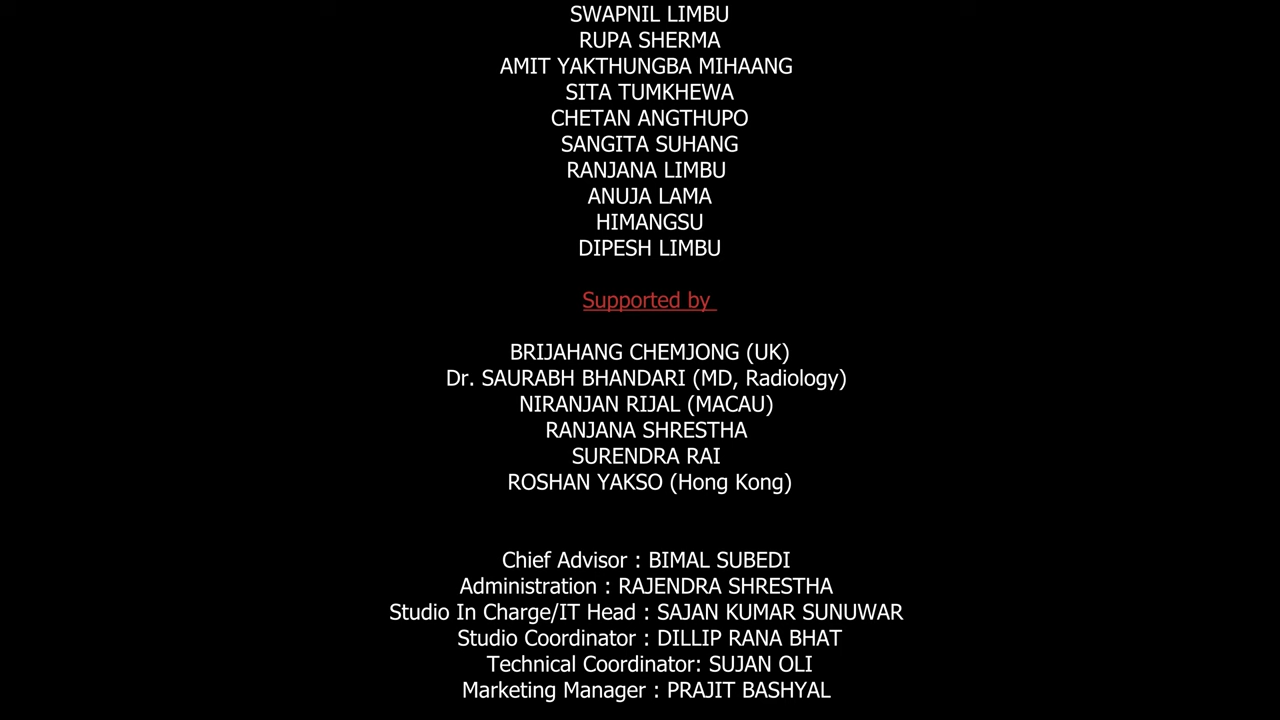 SWAPNIL LIMBU
RUPA SHERMA
AMIT YAKTHUNGBA MIHAANG
SITA TUMKHEWA
CHETAN ANGTHUPO
SANGITA SUHANG
RANJANA LIMBU
ANUJA LAMA
HIMANGSU
DIPESH LIMBU
Supported by
BRIJAHANG CHEMJONG (UK)
Dr. SAURABH BHANDARI (MD, Radiology)
NIRANJAN RIJAL (MACAU)
RANJANA SHRESTHA
SURENDRA RAI
ROSHAN YAKSO (Hong Kong)
Chief Advisor : BIMAL SUBEDI
Administration : RAJENDRA SHRESTHA
Studio In Charge/IT Head : SAJAN KUMAR SUNUWAR
Studio Coordinator : DILLIP RANA BHAT
Technical Coordinator: SUJAN OLI
Marketing Manager : PRAJIT BASHYAL